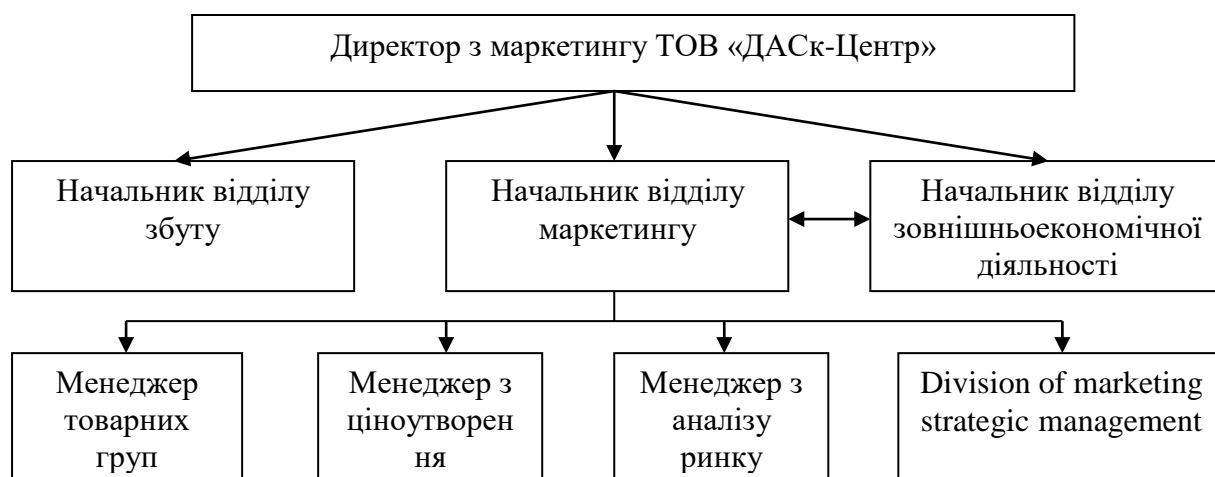 Директор з маркетингу ТОВ «ДАСк-Центр»
Начальник відділу
збуту
Начальник відділу
маркетингу
Начальник відділу
зовнішньоекономічної
діяльності
Менеджер
товарних
груп
Менеджер з
ціноутворен
ня
Менеджер з
аналізу
ринку
Division of marketing
strategic management